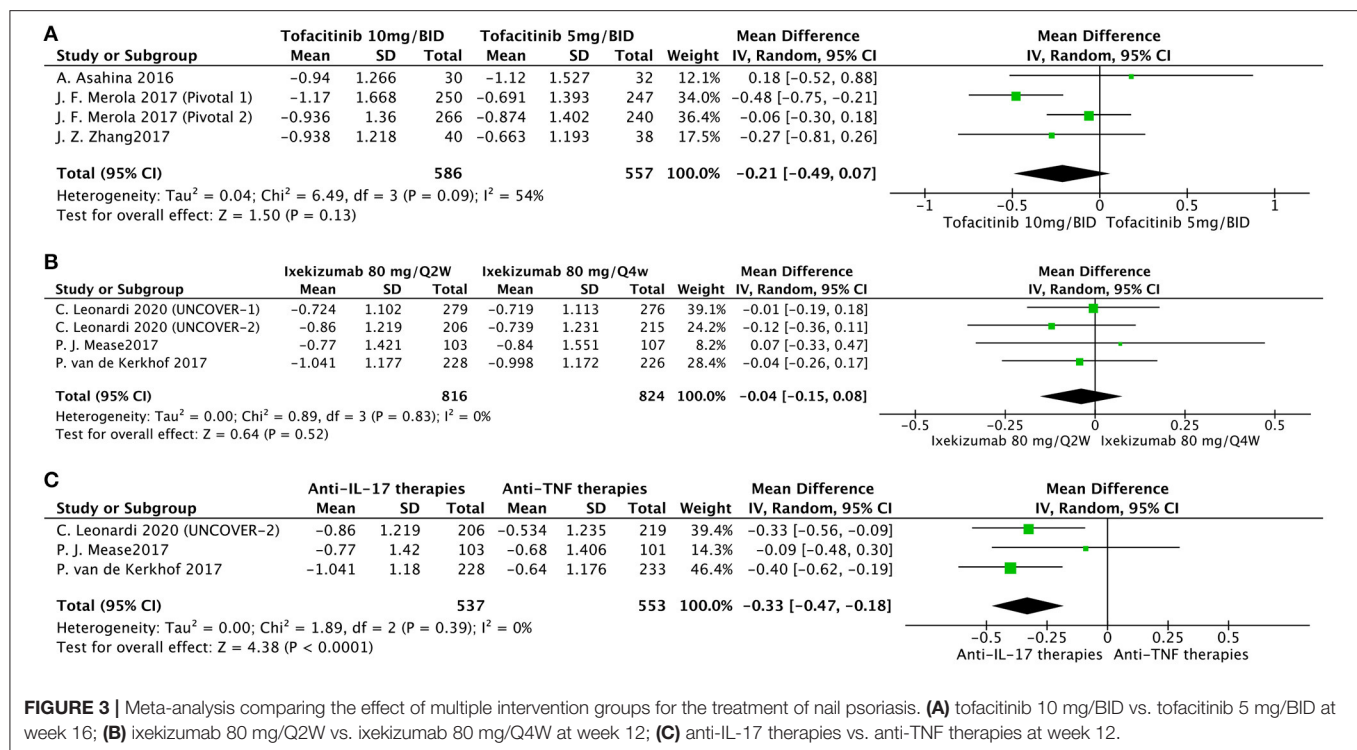 A
Tofacitinib 10mg/BID Tofacitinib 5mg/BID Mean Difference Mean Difference
Study or Subgroup Mean SD Total Mean SD Total Weight IV, Random, 95% CI IV, Random, 95% CI
A. Asahina 2016 −0.94 1.266 30 −1.12 1.527 32 12.1% 0.18 [−0.52, 0.88]
J. F. Merola 2017 (Pivotal 1) −1.17 1.668 250 −0.691 1.393 247 34.0% −0.48 [−0.75, −0.21]
J. F. Merola 2017 (Pivotal 2) −0.936 1.36 266 −0.874 1.402 240 36.4% −0.06 [−0.30, 0.18]
J. Z. Zhang2017 −0.938 1.218 40 −0.663 1.193 38 17.5% −0.27 [−0.81, 0.26]
Total (95% CI) 586 557 100.0% −0.21 [−0.49, 0.07]
Heterogeneity: Tau² = 0.04; Chi² = 6.49, df = 3 (P = 0.09); I² = 54%
Test for overall effect: Z = 1.50 (P = 0.13)
−1 −0.5 0 0.5 1
Tofacitinib 10mg/BID Tofacitinib 5mg/BID
B
Ixekizumab 80 mg/Q2W Ixekizumab 80 mg/Q4w Mean Difference Mean Difference
Study or Subgroup Mean SD Total Mean SD Total Weight IV, Random, 95% CI IV, Random, 95% CI
C. Leonardi 2020 (UNCOVER−1) −0.724 1.102 279 −0.719 1.113 276 39.1% −0.01 [−0.19, 0.18]
C. Leonardi 2020 (UNCOVER−2) −0.86 1.219 206 −0.739 1.231 215 24.2% −0.12 [−0.36, 0.11]
P. J. Mease2017 −0.77 1.421 103 −0.84 1.551 107 8.2% 0.07 [−0.33, 0.47]
P. van de Kerkhof 2017 −1.041 1.177 228 −0.998 1.172 226 28.4% −0.04 [−0.26, 0.17]
Total (95% CI) 816 824 100.0% −0.04 [−0.15, 0.08]
Heterogeneity: Tau² = 0.00; Chi² = 0.89, df = 3 (P = 0.83); I² = 0%
Test for overall effect: Z = 0.64 (P = 0.52)
−0.5 −0.25 0 0.25 0.5
Ixekizumab 80 mg/Q2W Ixekizumab 80 mg/Q4W
C
Anti−IL−17 therapies Anti−TNF therapies Mean Difference Mean Difference
Study or Subgroup Mean SD Total Mean SD Total Weight IV, Random, 95% CI IV, Random, 95% CI
C. Leonardi 2020 (UNCOVER−2) −0.86 1.219 206 −0.534 1.235 219 39.4% −0.33 [−0.56, −0.09]
P. J. Mease2017 −0.77 1.42 103 −0.68 1.406 101 14.3% −0.09 [−0.48, 0.30]
P. van de Kerkhof 2017 −1.041 1.18 228 −0.64 1.176 233 46.4% −0.40 [−0.62, −0.19]
Total (95% CI) 537 553 100.0% −0.33 [−0.47, −0.18]
Heterogeneity: Tau² = 0.00; Chi² = 1.89, df = 2 (P = 0.39); I² = 0%
Test for overall effect: Z = 4.38 (P < 0.0001)
−0.5 −0.25 0 0.25 0.5
Anti−IL−17 therapies Anti−TNF therapies
FIGURE 3 | Meta-analysis comparing the effect of multiple intervention groups for the treatment of nail psoriasis. (A) tofacitinib 10 mg/BID vs. tofacitinib 5 mg/BID at
week 16; (B) ixekizumab 80 mg/Q2W vs. ixekizumab 80 mg/Q4W at week 12; (C) anti-IL-17 therapies vs. anti-TNF therapies at week 12.